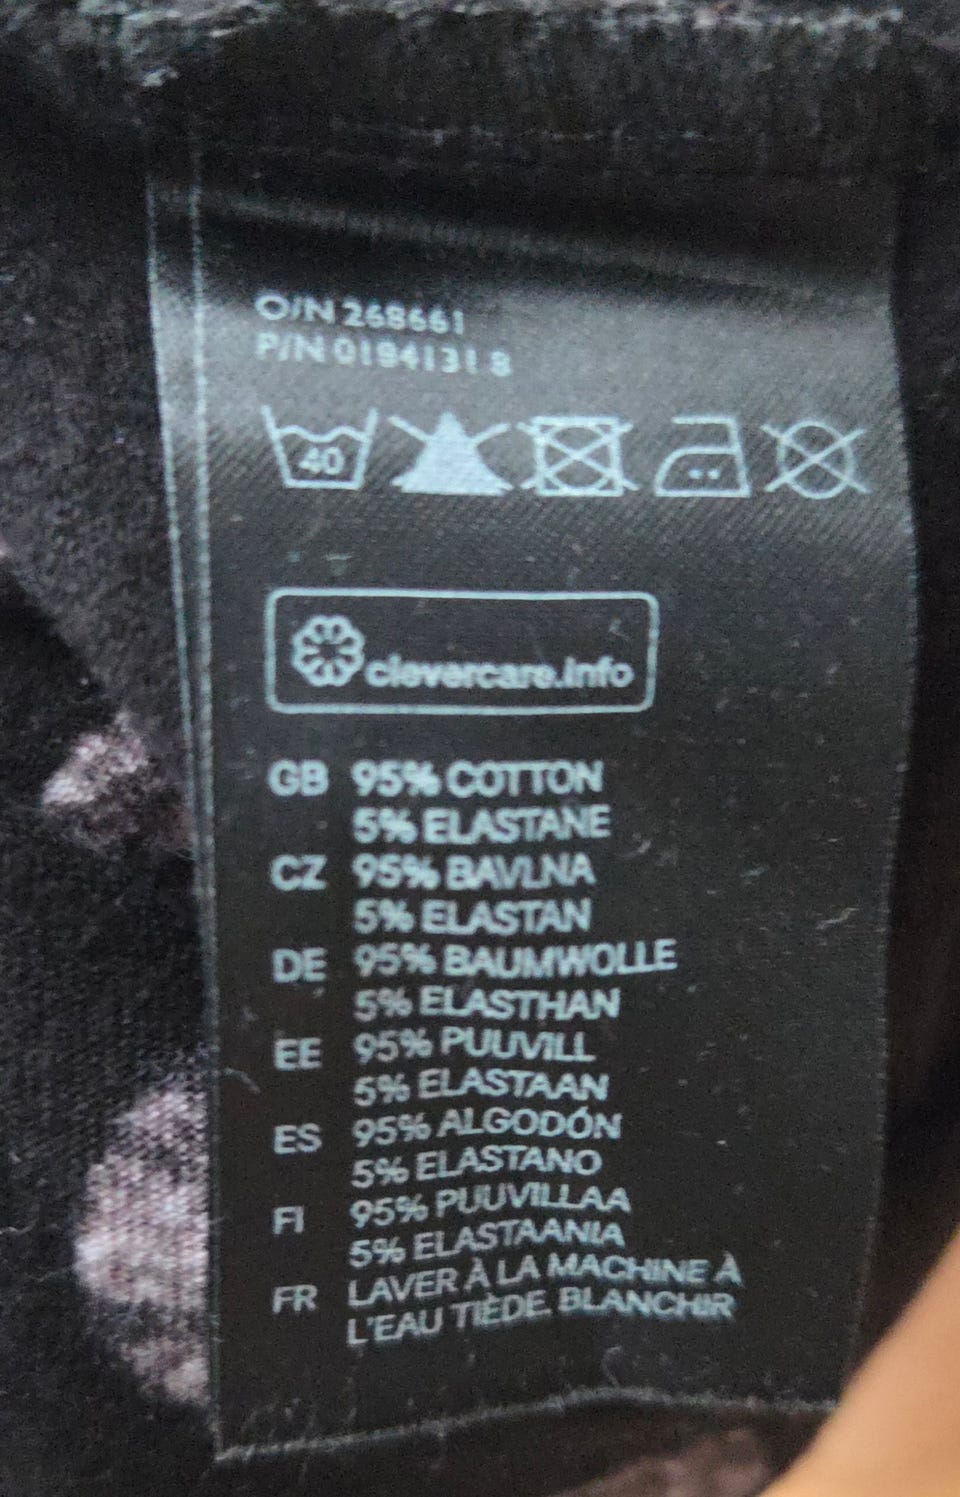 O/N 268661
P/N 0194131 8
40
clevercare.info
GB 95% COTTON
5% ELASTANE
CZ 95% BAVLNA
5% ELASTAN
DE 95% BAUMWOLLE
5% ELASTHAN
EE 95% PUUVILL
5% ELASTAAN
ES 95% ALGODÓN
5% ELASTANO
FI 95% PUUVILLAA
5% ELASTAANIA
FR LAVER À LA MACHINE À
L'EAU TIÈDE. BLANCHIR